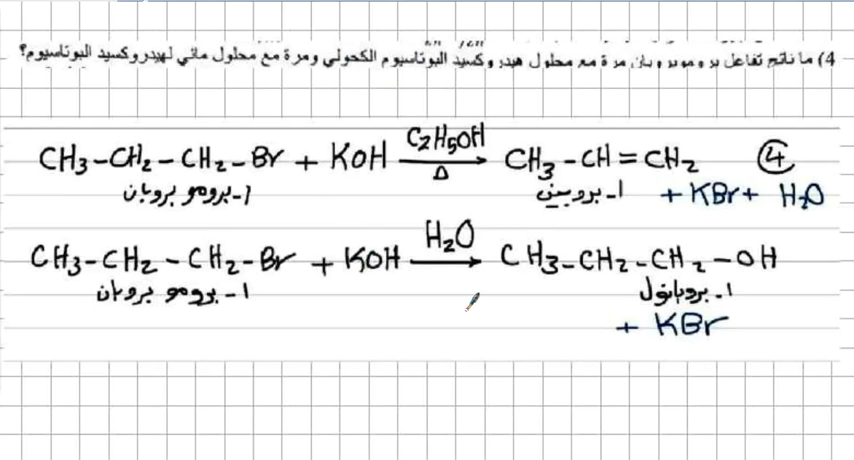 4) ما ناتج تفاعل بروموبروبان مرة مع محلول هيدروكسيد البوتاسيوم الكحولي ومرة مع محلول مائي لهيدروكسيد البوتاسيوم؟
CH3-CH2-CH2-Br + KOH C2H5OH Δ → CH3-CH=CH2 ④
1-برومو بروبان 1-بروبين + KBr + H2O
CH3-CH2-CH2-Br + KOH H2O → CH3-CH2-CH2-OH
1-برومو بروبان 1-بروبانول
+ KBr